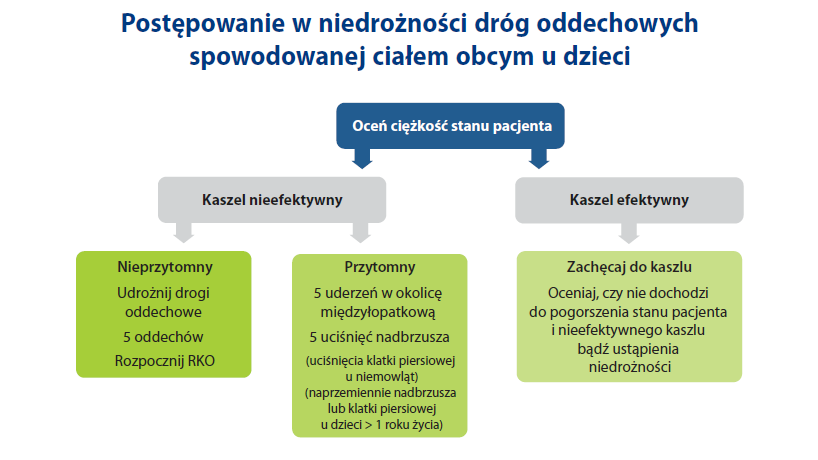 Postępowanie w niedrożności dróg oddechowych
spowodowanej ciałem obcym u dzieci
Oceń ciężkość stanu pacjenta
Kaszel nieefektywny
Kaszel efektywny
Nieprzytomny
Udrożnij drogi
oddechowe
5 oddechów
Rozpocznij RKO
Przytomny
5 uderzeń w okolicę
międzyłopatkową
5 uciśnięć nadbrzusza
(uciśnięcia klatki piersiowej
u niemowląt)
(naprzemiennie nadbrzusza
lub klatki piersiowej
u dzieci > 1 roku życia)
Zachęcaj do kaszlu
Oceniaj, czy nie dochodzi
do pogorszenia stanu pacjenta
i nieefektywnego kaszlu
bądź ustąpienia
niedrożności